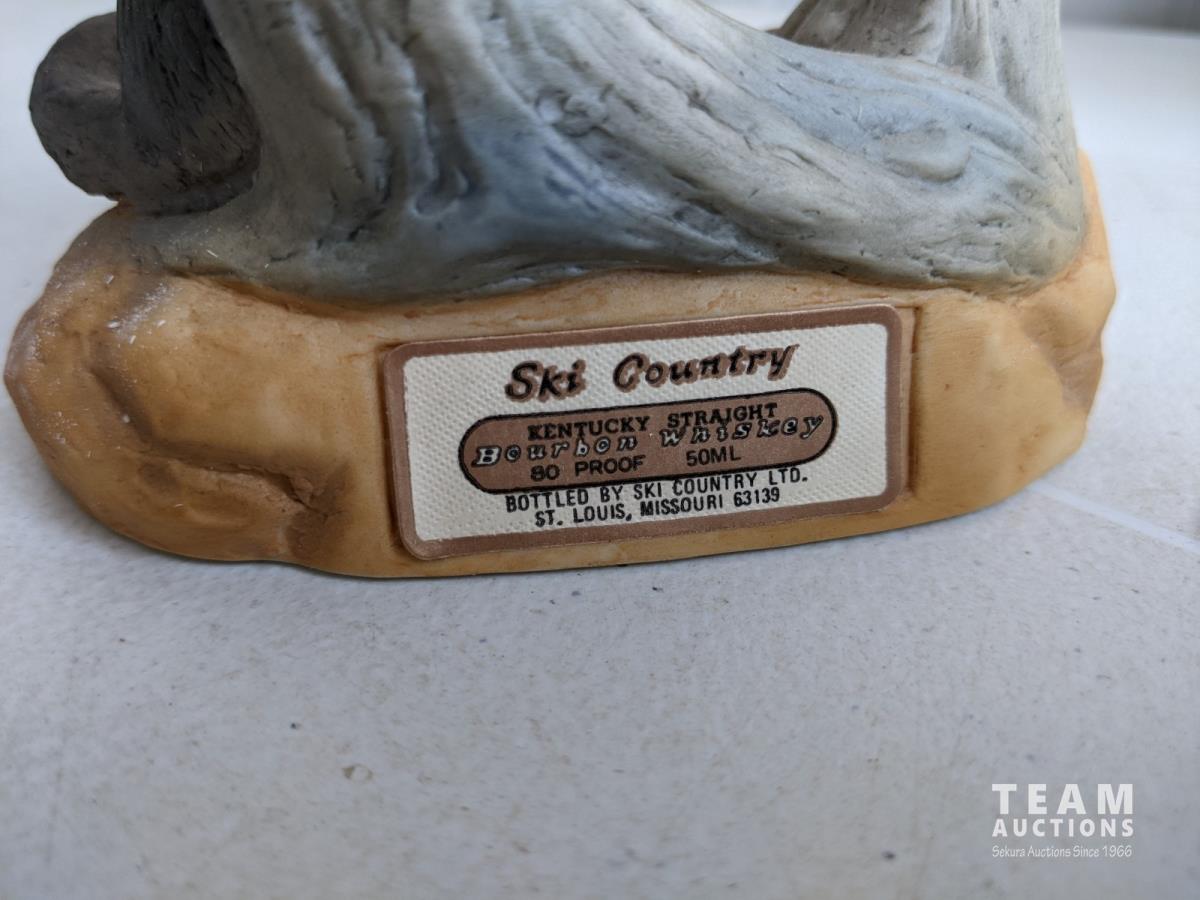 Ski Country
KENTUCKY STRAIGHT
Bourbon Whiskey
80 PROOF 50ML
BOTTLED BY SKI COUNTRY LTD.
ST. LOUIS, MISSOURI 63139
TEAM
AUCTIONS
Sekura Auctions Since 1966